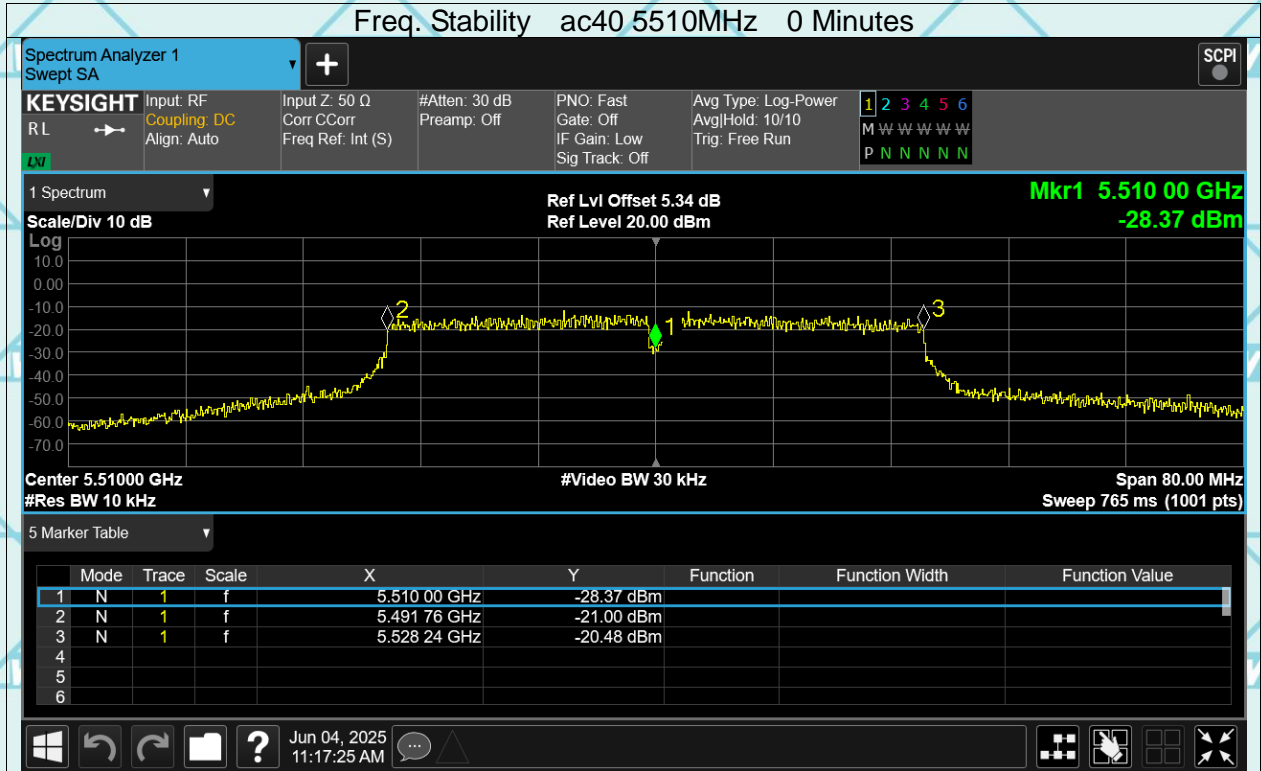 Freq. Stability ac40 5510MHz 0 Minutes
Spectrum Analyzer 1
Swept SA
+
SCPI
KEYSIGHT
R L
LXI
Input: RF
Coupling: DC
Align: Auto
Input Z: 50 Ω
Corr CCorr
Freq Ref: Int (S)
#Atten: 30 dB
Preamp: Off
PNO: Fast
Gate: Off
IF Gain: Low
Sig Track: Off
Avg Type: Log-Power
Avg|Hold: 10/10
Trig: Free Run
1 2 3 4 5 6
M W W W W W
P N N N N N
1 Spectrum
Scale/Div 10 dB
Ref Lvl Offset 5.34 dB
Ref Level 20.00 dBm
Mkr1 5.510 00 GHz
-28.37 dBm
Log
10.0
0.00
-10.0
-20.0
-30.0
-40.0
-50.0
-60.0
-70.0
2
1
3
Center 5.51000 GHz
#Video BW 30 kHz
Span 80.00 MHz
#Res BW 10 kHz
Sweep 765 ms (1001 pts)
5 Marker Table
Mode Trace Scale X Y Function Function Width Function Value
1 N 1 f 5.510 00 GHz -28.37 dBm
2 N 1 f 5.491 76 GHz -21.00 dBm
3 N 1 f 5.528 24 GHz -20.48 dBm
4
5
6
?
Jun 04, 2025
11:17:25 AM